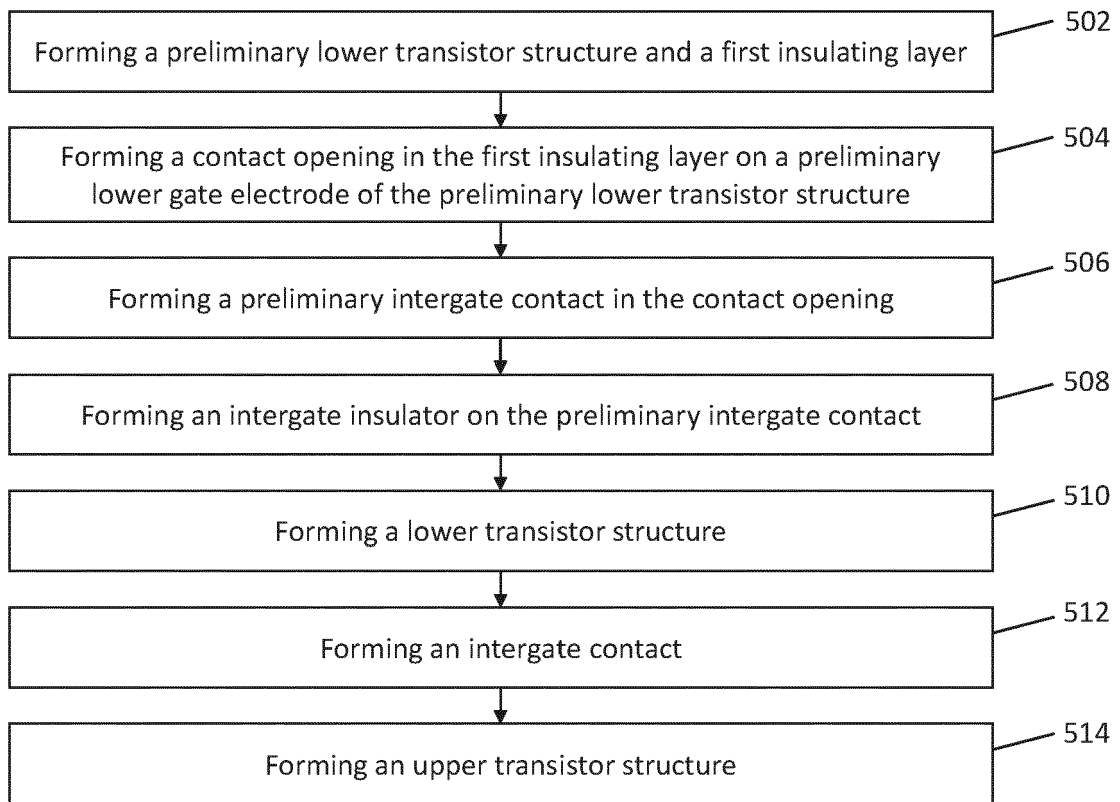 Forming a preliminary lower transistor structure and a first insulating layer
502
Forming a contact opening in the first insulating layer on a preliminary
lower gate electrode of the preliminary lower transistor structure
504
Forming a preliminary intergate contact in the contact opening
506
Forming an intergate insulator on the preliminary intergate contact
508
Forming a lower transistor structure
510
Forming an intergate contact
512
Forming an upper transistor structure
514